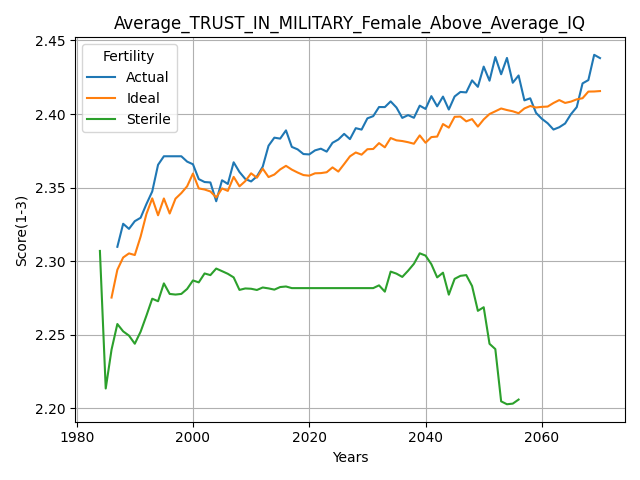 Average_TRUST_IN_MILITARY_Female_Above_Average_IQ
Fertility
Actual
Ideal
Sterile
Score(1-3)
2.45
2.40
2.35
2.30
2.25
2.20
1980
2000
2020
2040
2060
Years